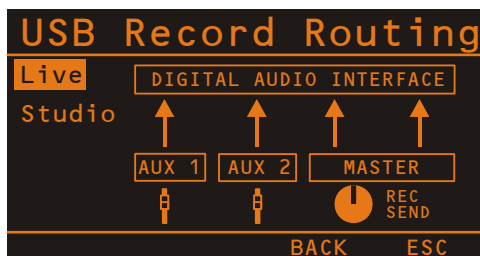 USB Record Routing
Live
DIGITAL AUDIO INTERFACE
Studio
AUX 1 AUX 2 MASTER
REC
SEND
BACK ESC